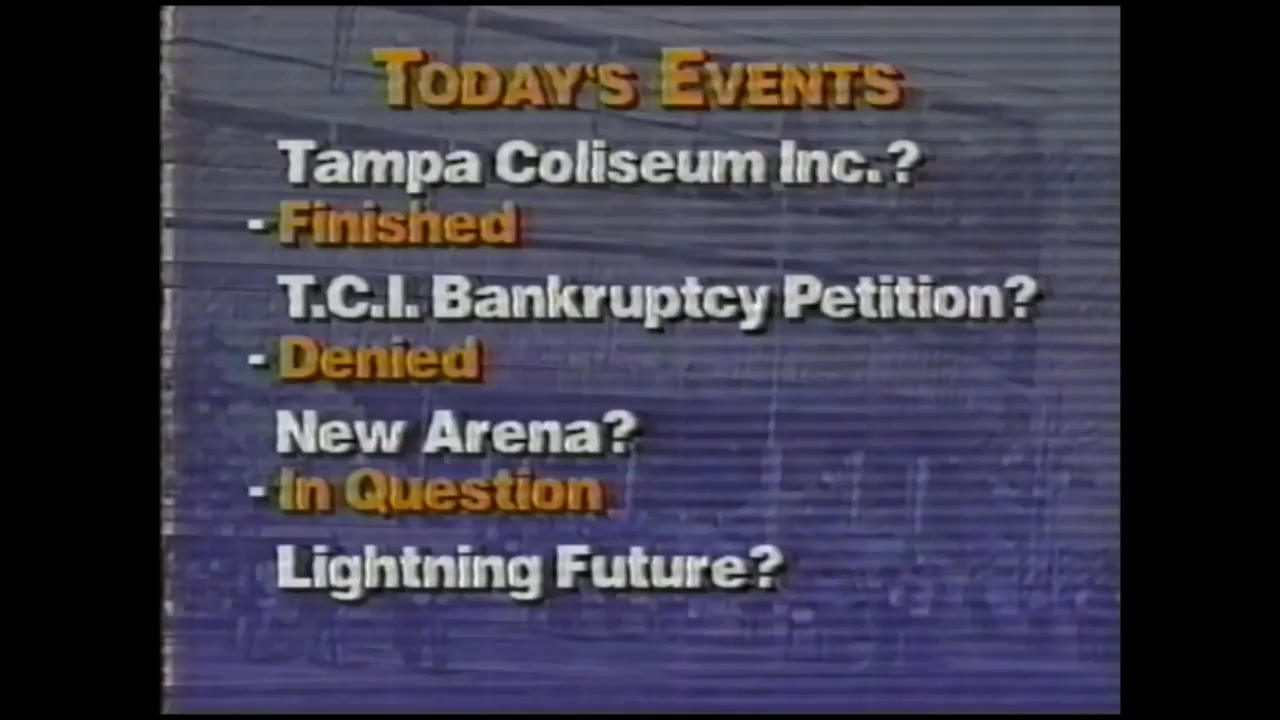 TODAY'S EVENTS
Tampa Coliseum Inc.?
- Finished
T.C.I. Bankruptcy Petition?
- Denied
New Arena?
- In Question
Lightning Future?